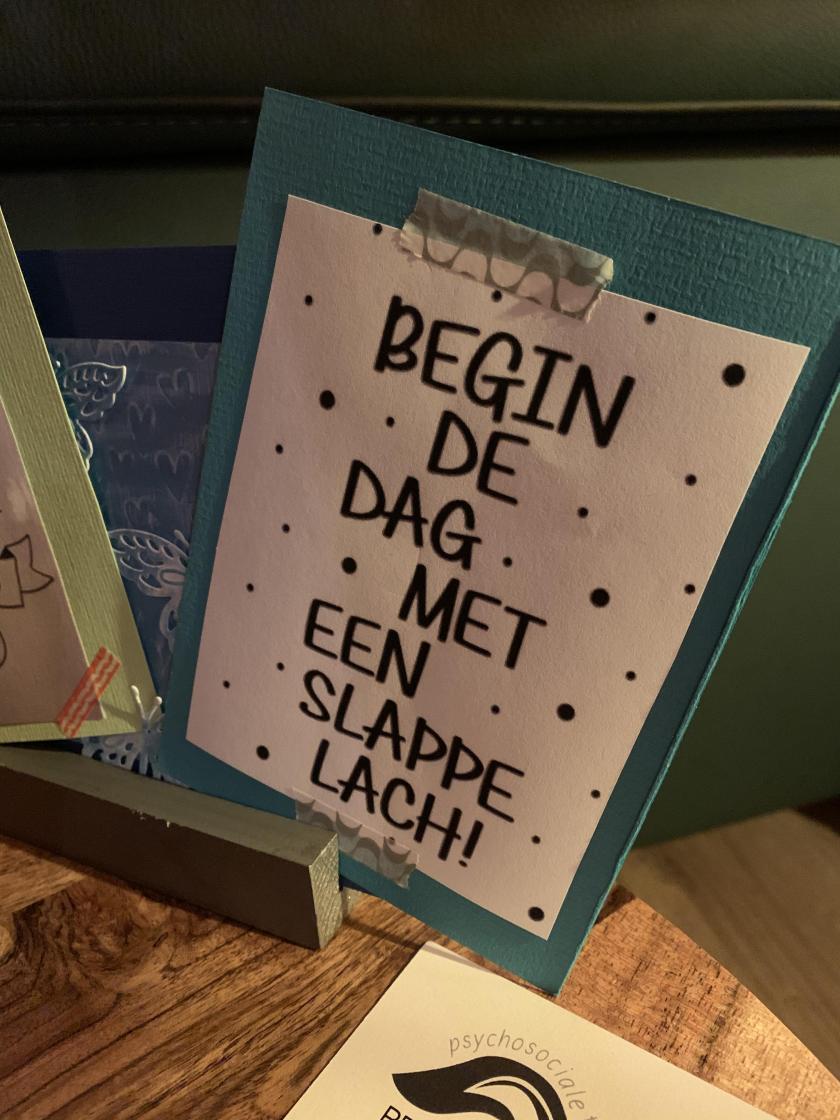 BEGIN
DE
DAG
MET
EEN
SLAPPE
LACH!
psychosociale